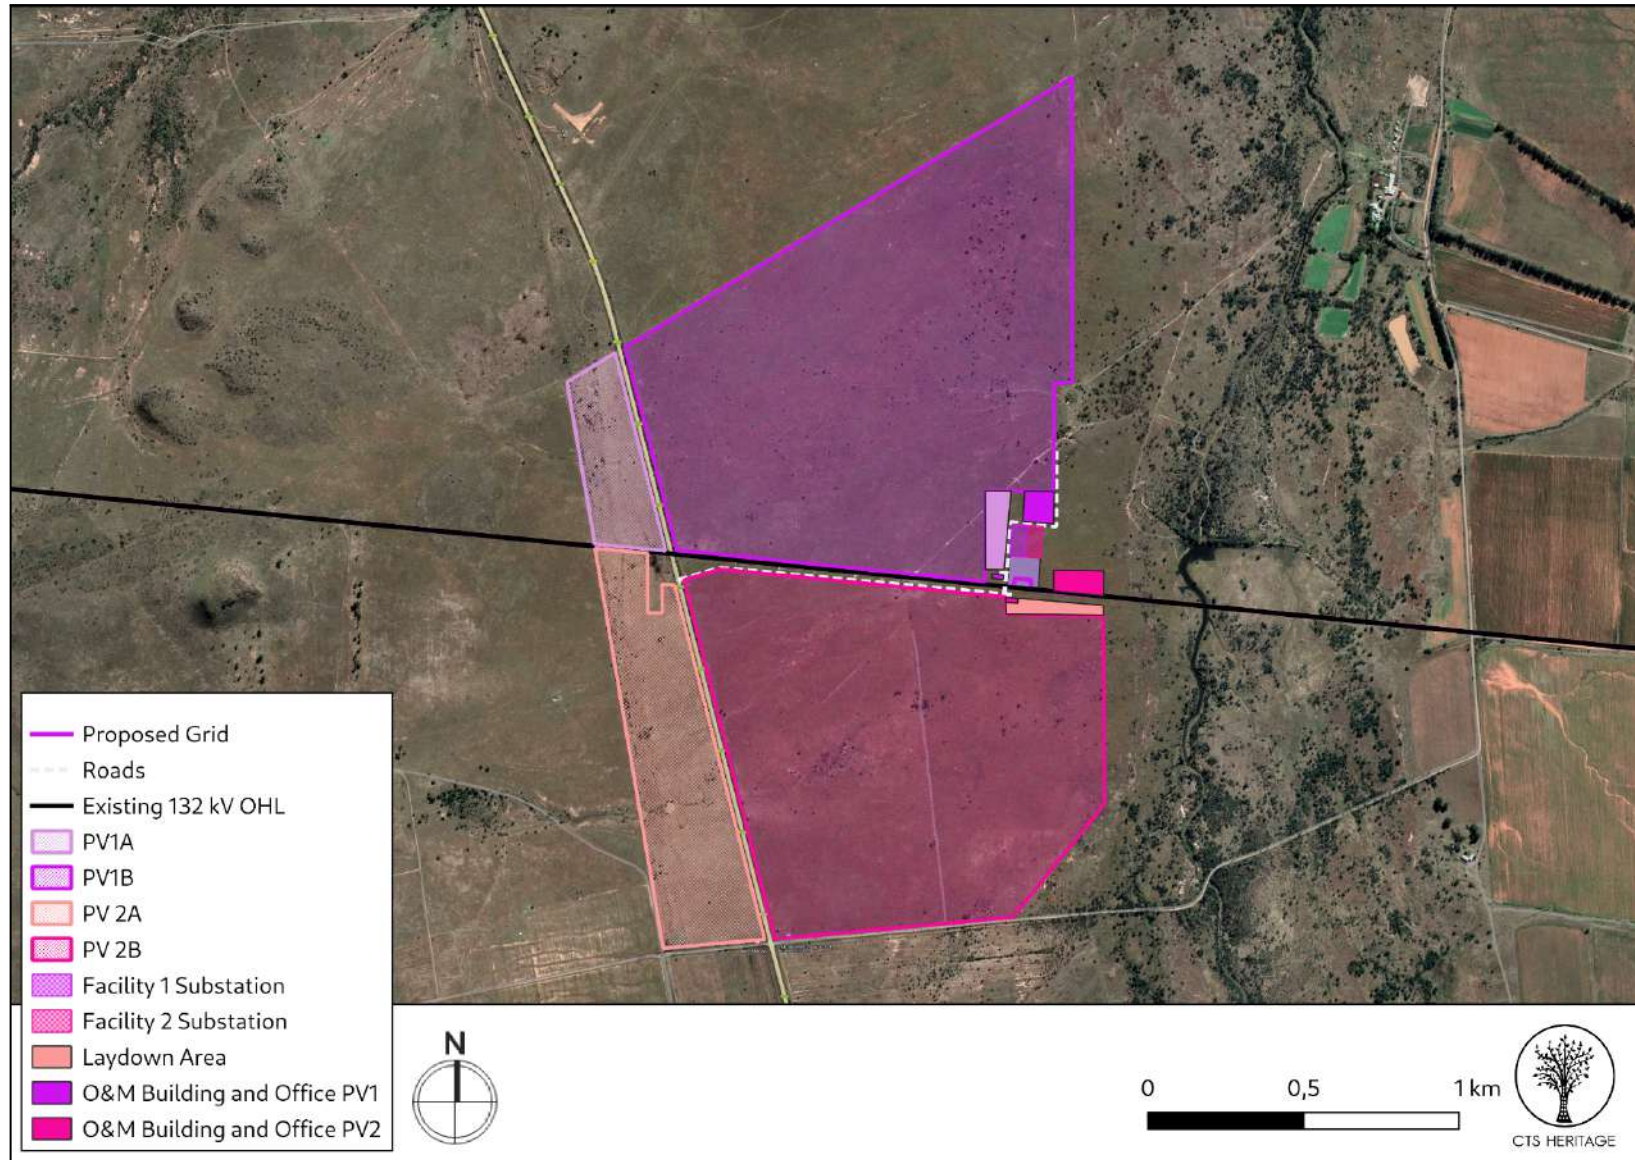 Proposed Grid
Roads
Existing 132 kV OHL
PV1A
PV1B
PV 2A
PV 2B
Facility 1 Substation
Facility 2 Substation
Laydown Area
O&M Building and Office PV1
O&M Building and Office PV2
N
0 0,5 1 km
CTS HERITAGE